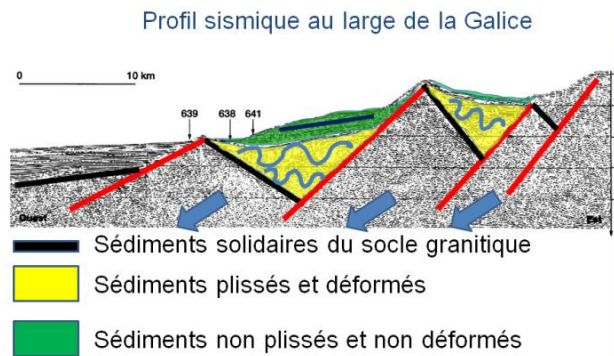 Profil sismique au large de la Galice
0 10 km
639 638 641
Ouest Est
Sédiments solidaires du socle granitique
Sédiments plissés et déformés
Sédiments non plissés et non déformés